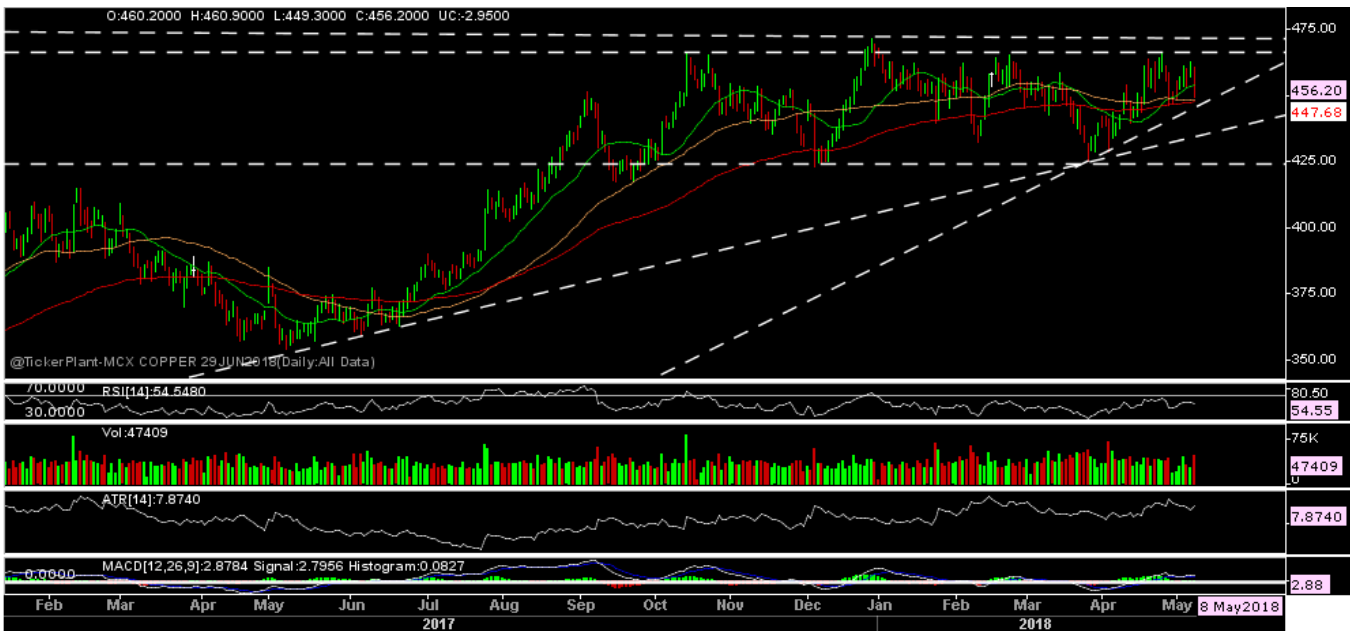 O:460.2000 H:460.9000 L:449.3000 C:456.2000 UC:-2.9500
475.00
456.20
447.68
425.00
400.00
375.00
350.00
@TickerPlant-MCX COPPER 29JUN2018(Daily:All Data)
70.0000 RSI[14]:54.5480
30.0000
80.50
54.55
Vol:47409
75K
47409
0
ATR[14]:7.8740
7.8740
MACD[12,26,9]:2.8784 Signal:2.7956 Histogram:0.0827
0.0000
2.88
Feb Mar Apr May Jun Jul Aug Sep Oct Nov Dec Jan Feb Mar Apr May 8 May2018
2017 2018